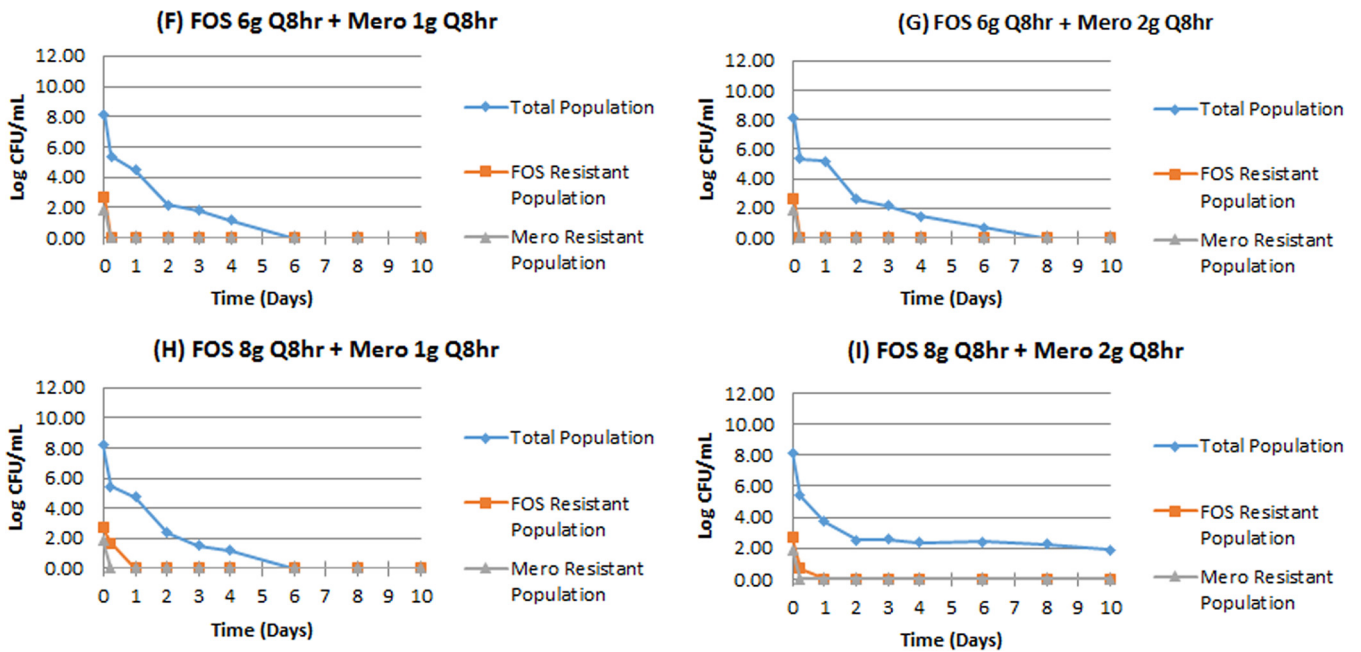 (F) FOS 6g Q8hr + Mero 1g Q8hr
Log CFU/mL
12.00
10.00
8.00
6.00
4.00
2.00
0.00
0 1 2 3 4 5 6 7 8 9 10
Time (Days)
Total Population
FOS Resistant
Population
Mero Resistant
Population
(G) FOS 6g Q8hr + Mero 2g Q8hr
Log CFU/ml
12.00
10.00
8.00
6.00
4.00
2.00
0.00
0 1 2 3 4 5 6 7 8 9 10
Time (Days)
Total Population
FOS Resistant
Population
Mero Resistant
Population
(H) FOS 8g Q8hr + Mero 1g Q8hr
Log CFU/mL
12.00
10.00
8.00
6.00
4.00
2.00
0.00
0 1 2 3 4 5 6 7 8 9 10
Time (Days)
Total Population
FOS Resistant
Population
Mero Resistant
Population
(I) FOS 8g Q8hr + Mero 2g Q8hr
Log CFU/mL
12.00
10.00
8.00
6.00
4.00
2.00
0.00
0 1 2 3 4 5 6 7 8 9 10
Time (Days)
Total Population
FOS Resistant
Population
Mero Resistant
Population